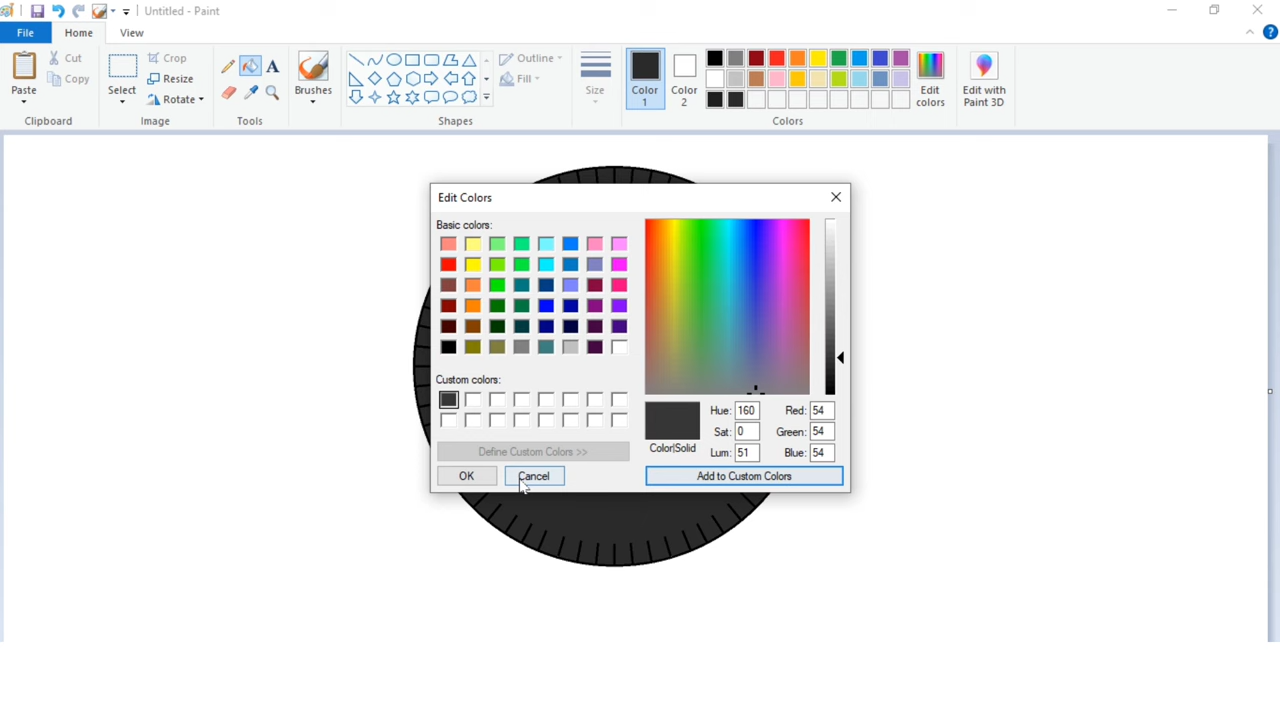 Untitled - Paint
File Home View
Paste
Cut
Copy
Clipboard
Select
Crop
Resize
Rotate
Image
A
Tools
Brushes
Shapes
Outline
Fill
Size
Color 1
Color 2
Colors
Edit colors
Edit with Paint 3D
?
Edit Colors
Basic colors:
Custom colors:
Define Custom Colors >>
OK Cancel
Color|Solid
Hue: 160 Red: 54
Sat: 0 Green: 54
Lum: 51 Blue: 54
Add to Custom Colors